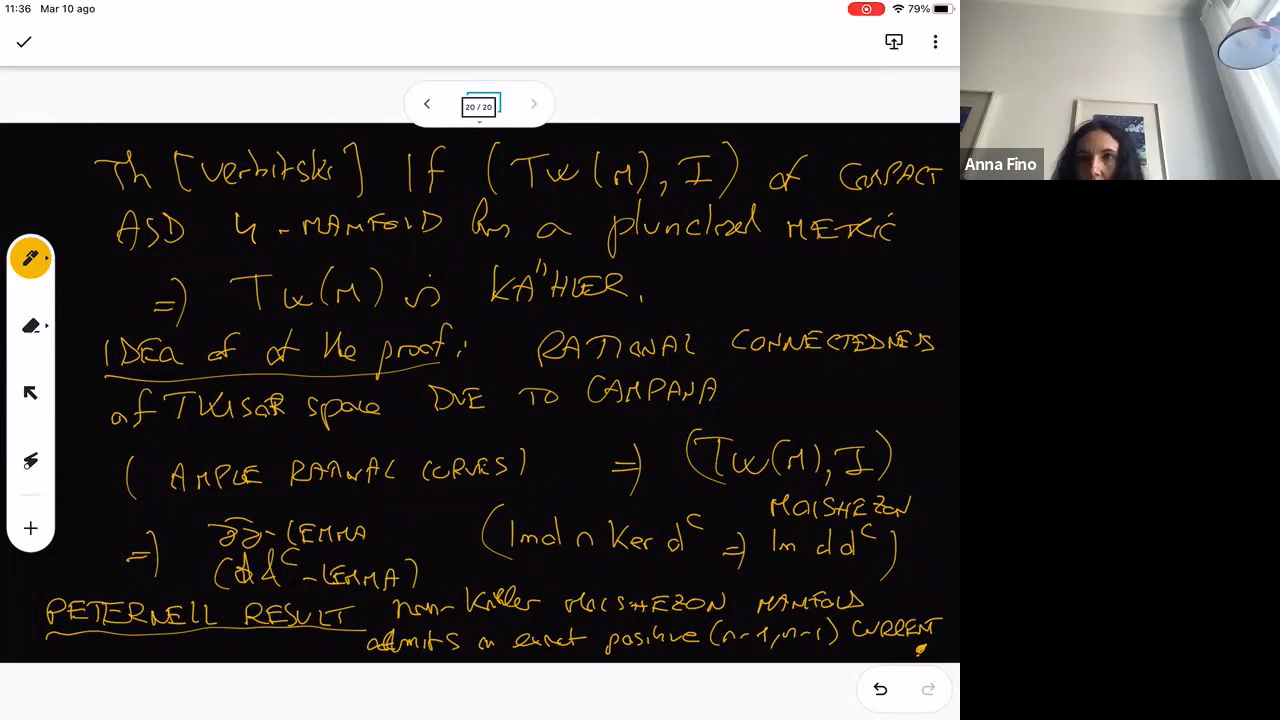 11:36 Mar 10 ago
79%
20 / 20
Anna Fino
Th [Verbitski] If (Tw(M), I) of COMPACT
ASD 4-MANIFOLD has a pluriclosed METRIC
=> Tw(M) is KÄHLER.
IDEA of of the proof: RATIONAL CONNECTEDNESS
of TWISTOR space DUE TO CAMPANA
( AMPLE RATIONAL CURVES) => (Tw(M), I)
MOISHEZON
=> ∂∂̄-LEMMA (Im d ∩ Ker d^c => Im dd^c)
(dd^c-LEMMA)
PETERNELL RESULT non-Kähler MOISHEZON MANIFOLD
admits an exact positive (n-1,n-1) CURRENT